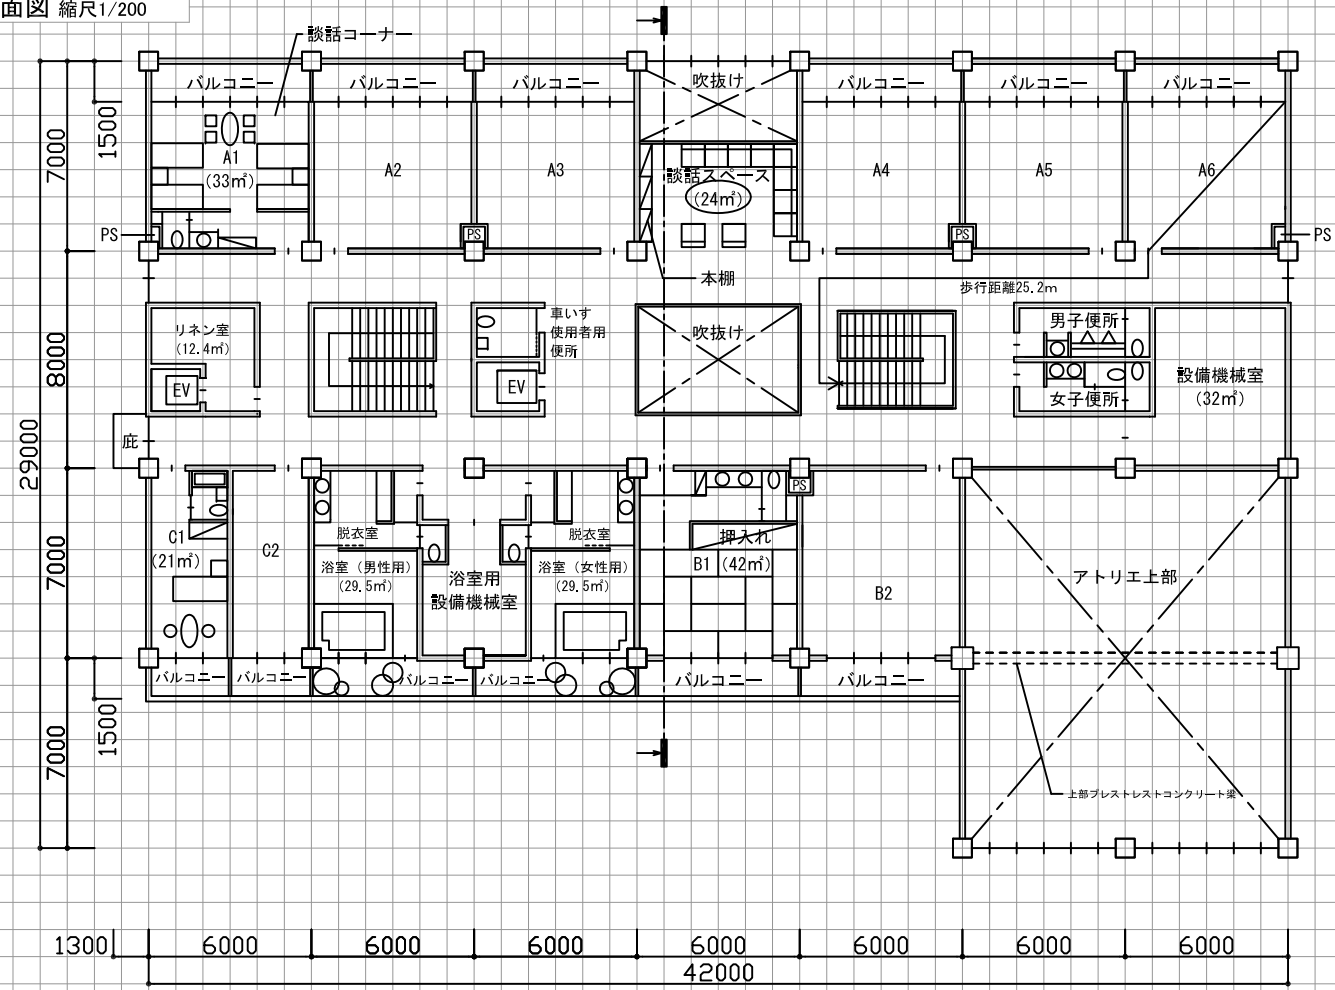 面図 縮尺1/200
談話コーナー
バルコニー
バルコニー
バルコニー
吹抜け
バルコニー
バルコニー
バルコニー
1500
7000
A1
(33㎡)
A2
A3
談話スペース
(24㎡)
A4
A5
A6
PS
PS
PS
PS
本棚
歩行距離25.2m
リネン室
(12.4㎡)
EV
車いす
使用者用
便所
EV
吹抜け
男子便所
女子便所
設備機械室
(32㎡)
8000
29000
庇
C1
(21㎡)
C2
脱衣室
浴室(男性用)
(29.5㎡)
浴室用
設備機械室
脱衣室
浴室(女性用)
(29.5㎡)
押入れ
B1
(42㎡)
PS
B2
アトリエ上部
7000
バルコニー
バルコニー
バルコニー
バルコニー
バルコニー
バルコニー
1500
7000
上部プレストレストコンクリート梁
1300
6000
6000
6000
6000
6000
6000
6000
42000